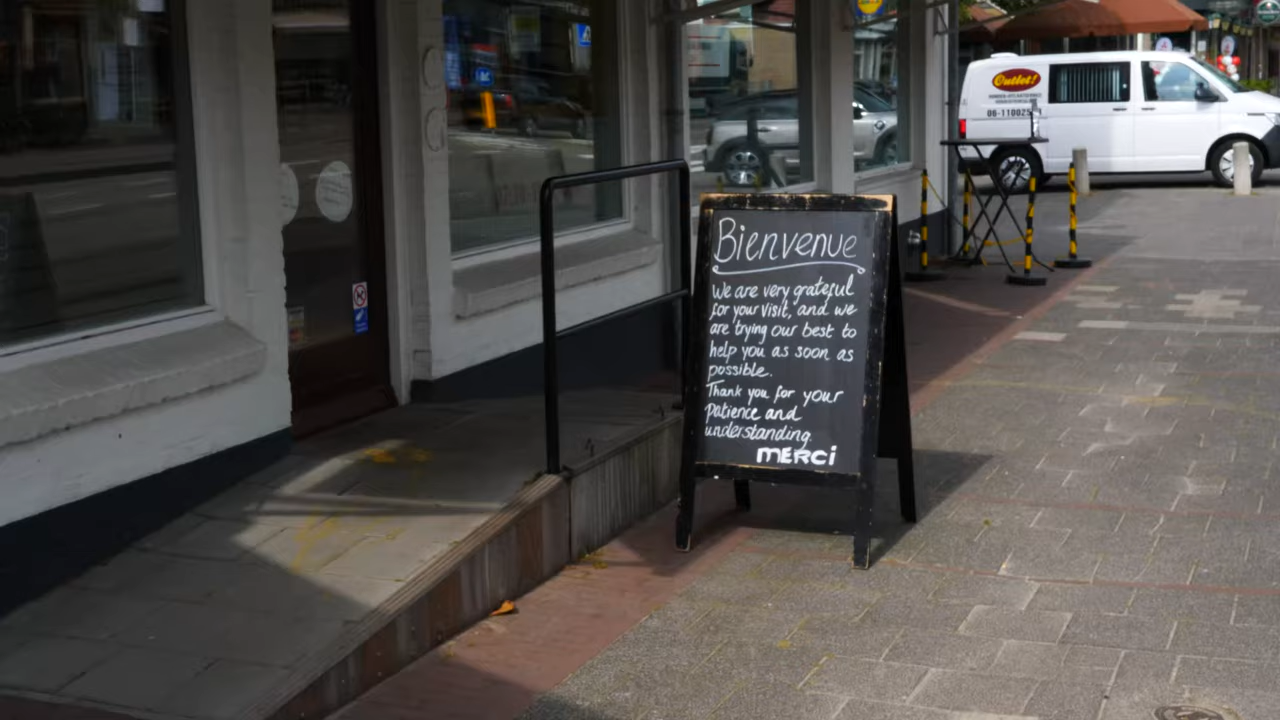 Bienvenue
We are very grateful
for your visit, and we
are trying our best to
help you as soon as
possible.
Thank you for your
Patience and
understanding
MERCi
Outlet!